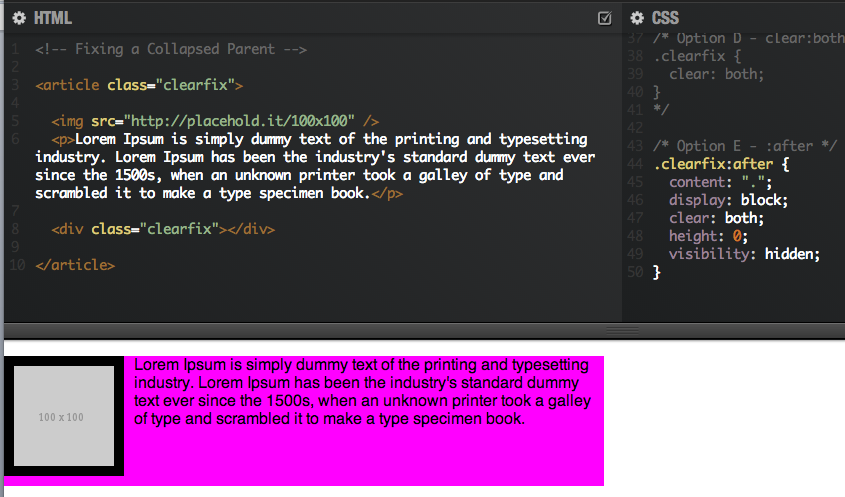 HTML
1 <!-- Fixing a Collapsed Parent -->
2
3 <article class="clearfix">
4
5 <img src="http://placehold.it/100x100" />
6 <p>Lorem Ipsum is simply dummy text of the printing and typesetting
industry. Lorem Ipsum has been the industry's standard dummy text ever
since the 1500s, when an unknown printer took a galley of type and
scrambled it to make a type specimen book.</p>
7
8 <div class="clearfix"></div>
9
10 </article>
CSS
37 /* Option D - clear:both
38 .clearfix {
39 clear: both;
40 }
41 */
42
43 /* Option E - :after */
44 .clearfix:after {
45 content: ".";
46 display: block;
47 clear: both;
48 height: 0;
49 visibility: hidden;
50 }
100 x 100
Lorem Ipsum is simply dummy text of the printing and typesetting
industry. Lorem Ipsum has been the industry's standard dummy
text ever since the 1500s, when an unknown printer took a galley
of type and scrambled it to make a type specimen book.